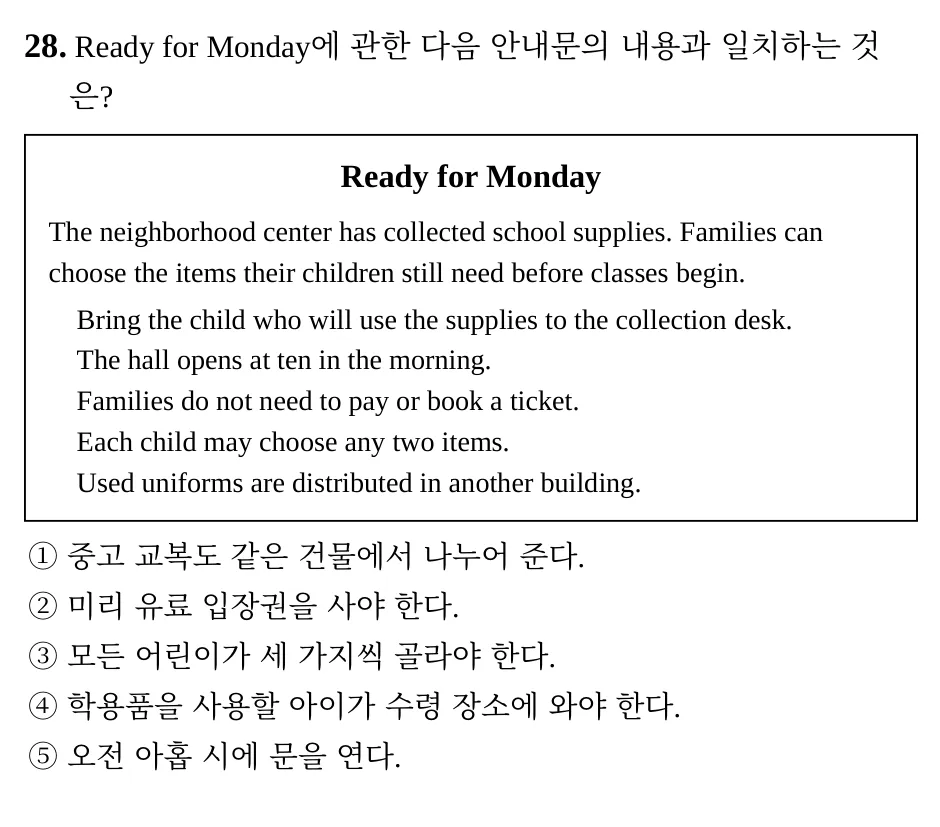 28. Ready for Monday에 관한 다음 안내문의 내용과 일치하는 것
은?
Ready for Monday
The neighborhood center has collected school supplies. Families can
choose the items their children still need before classes begin.
Bring the child who will use the supplies to the collection desk.
The hall opens at ten in the morning.
Families do not need to pay or book a ticket.
Each child may choose any two items.
Used uniforms are distributed in another building.
① 중고 교복도 같은 건물에서 나누어 준다.
② 미리 유료 입장권을 사야 한다.
③ 모든 어린이가 세 가지씩 골라야 한다.
④ 학용품을 사용할 아이가 수령 장소에 와야 한다.
⑤ 오전 아홉 시에 문을 연다.